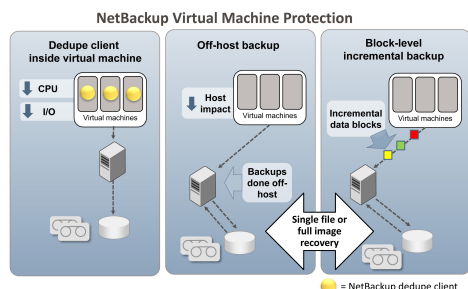 NetBackup Virtual Machine Protection
Dedupe client
inside virtual machine
CPU
I/O
Virtual machines
Off-host backup
Host
impact
Virtual machines
Backups
done off-
host
Block-level
incremental backup
Virtual machines
Incremental
data blocks
Single file or
full image
recovery
= NetBackup dedupe client